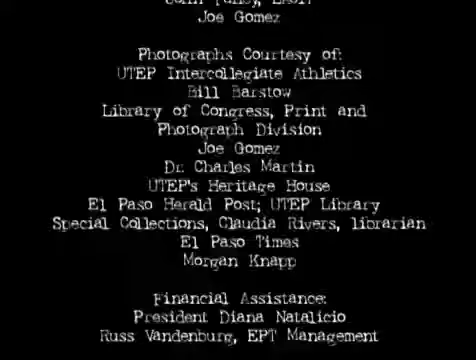 Joe Gomez
Photographs Courtesy of:
UTEP Intercollegiate Athletics
Bill Barstow
Library of Congress, Print and
Photograph Division
Joe Gomez
Dr. Charles Martin
UTEP's Heritage House
El Paso Herald Post; UTEP Library
Special Collections, Claudia Rivers, librarian
El Paso Times
Morgan Knapp
Financial Assistance:
President Diana Natalicio
Russ Vandenburg, EPT Management